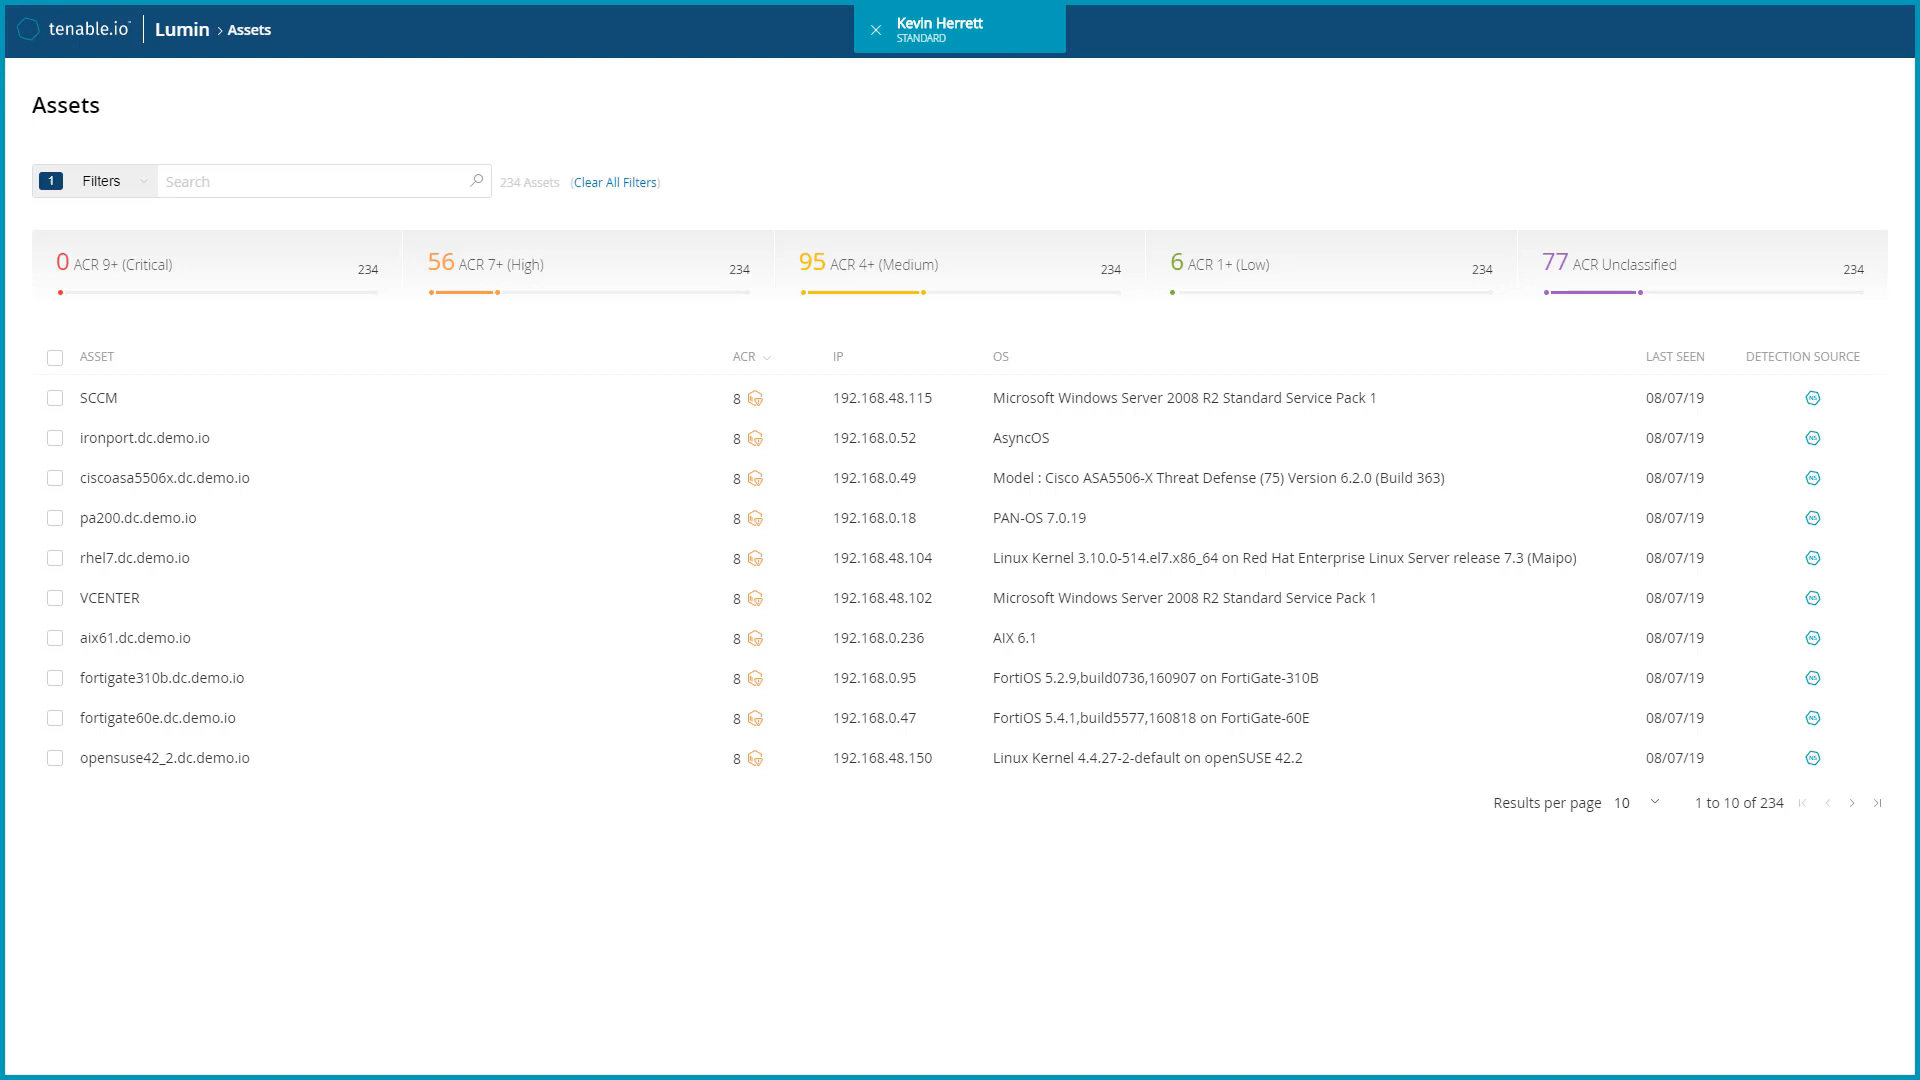 tenable.io Lumin > Assets
Kevin Herrett
STANDARD
Assets
1 Filters Search 234 Assets (Clear All Filters)
0 ACR 9+ (Critical) 234
56 ACR 7+ (High) 234
95 ACR 4+ (Medium) 234
6 ACR 1+ (Low) 234
77 ACR Unclassified 234
ASSET ACR IP OS LAST SEEN DETECTION SOURCE
SCCM 8 192.168.48.115 Microsoft Windows Server 2008 R2 Standard Service Pack 1 08/07/19 NS
ironport.dc.demo.io 8 192.168.0.52 AsyncOS 08/07/19 NS
ciscoasa5506x.dc.demo.io 8 192.168.0.49 Model : Cisco ASA5506-X Threat Defense (75) Version 6.2.0 (Build 363) 08/07/19 NS
pa200.dc.demo.io 8 192.168.0.18 PAN-OS 7.0.19 08/07/19 NS
rhel7.dc.demo.io 8 192.168.48.104 Linux Kernel 3.10.0-514.el7.x86_64 on Red Hat Enterprise Linux Server release 7.3 (Maipo) 08/07/19 NS
VCENTER 8 192.168.48.102 Microsoft Windows Server 2008 R2 Standard Service Pack 1 08/07/19 NS
aix61.dc.demo.io 8 192.168.0.236 AIX 6.1 08/07/19 NS
fortigate310b.dc.demo.io 8 192.168.0.95 FortiOS 5.2.9,build0736,160907 on FortiGate-310B 08/07/19 NS
fortigate60e.dc.demo.io 8 192.168.0.47 FortiOS 5.4.1,build5577,160818 on FortiGate-60E 08/07/19 NS
opensuse42_2.dc.demo.io 8 192.168.48.150 Linux Kernel 4.4.27-2-default on openSUSE 42.2 08/07/19 NS
Results per page 10 1 to 10 of 234